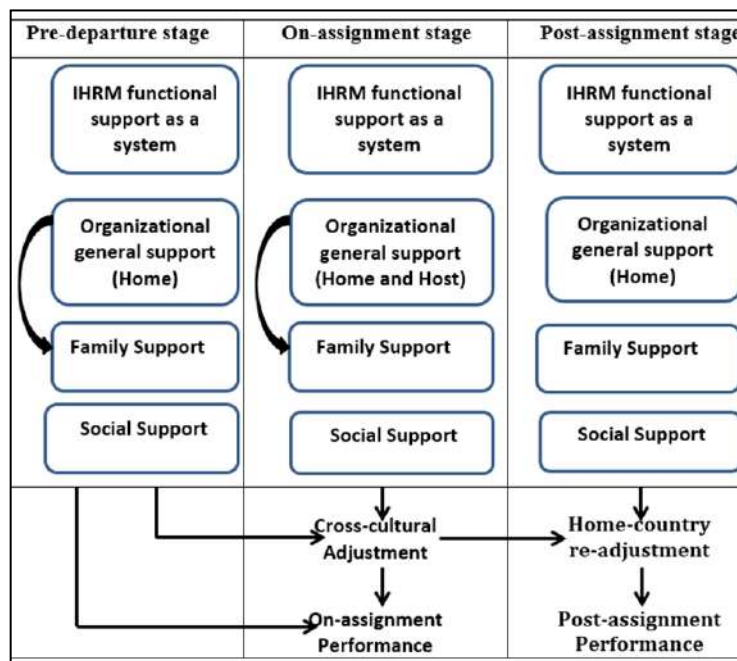 Pre-departure stage
On-assignment stage
Post-assignment stage
IHRM functional
support as a
system
IHRM functional
support as a
system
IHRM functional
support as a
system
Organizational
general support
(Home)
Organizational
general support
(Home and Host)
Organizational
general support
(Home)
Family Support
Family Support
Family Support
Social Support
Social Support
Social Support
Cross-cultural
Adjustment
Home-country
re-adjustment
On-assignment
Performance
Post-assignment
Performance